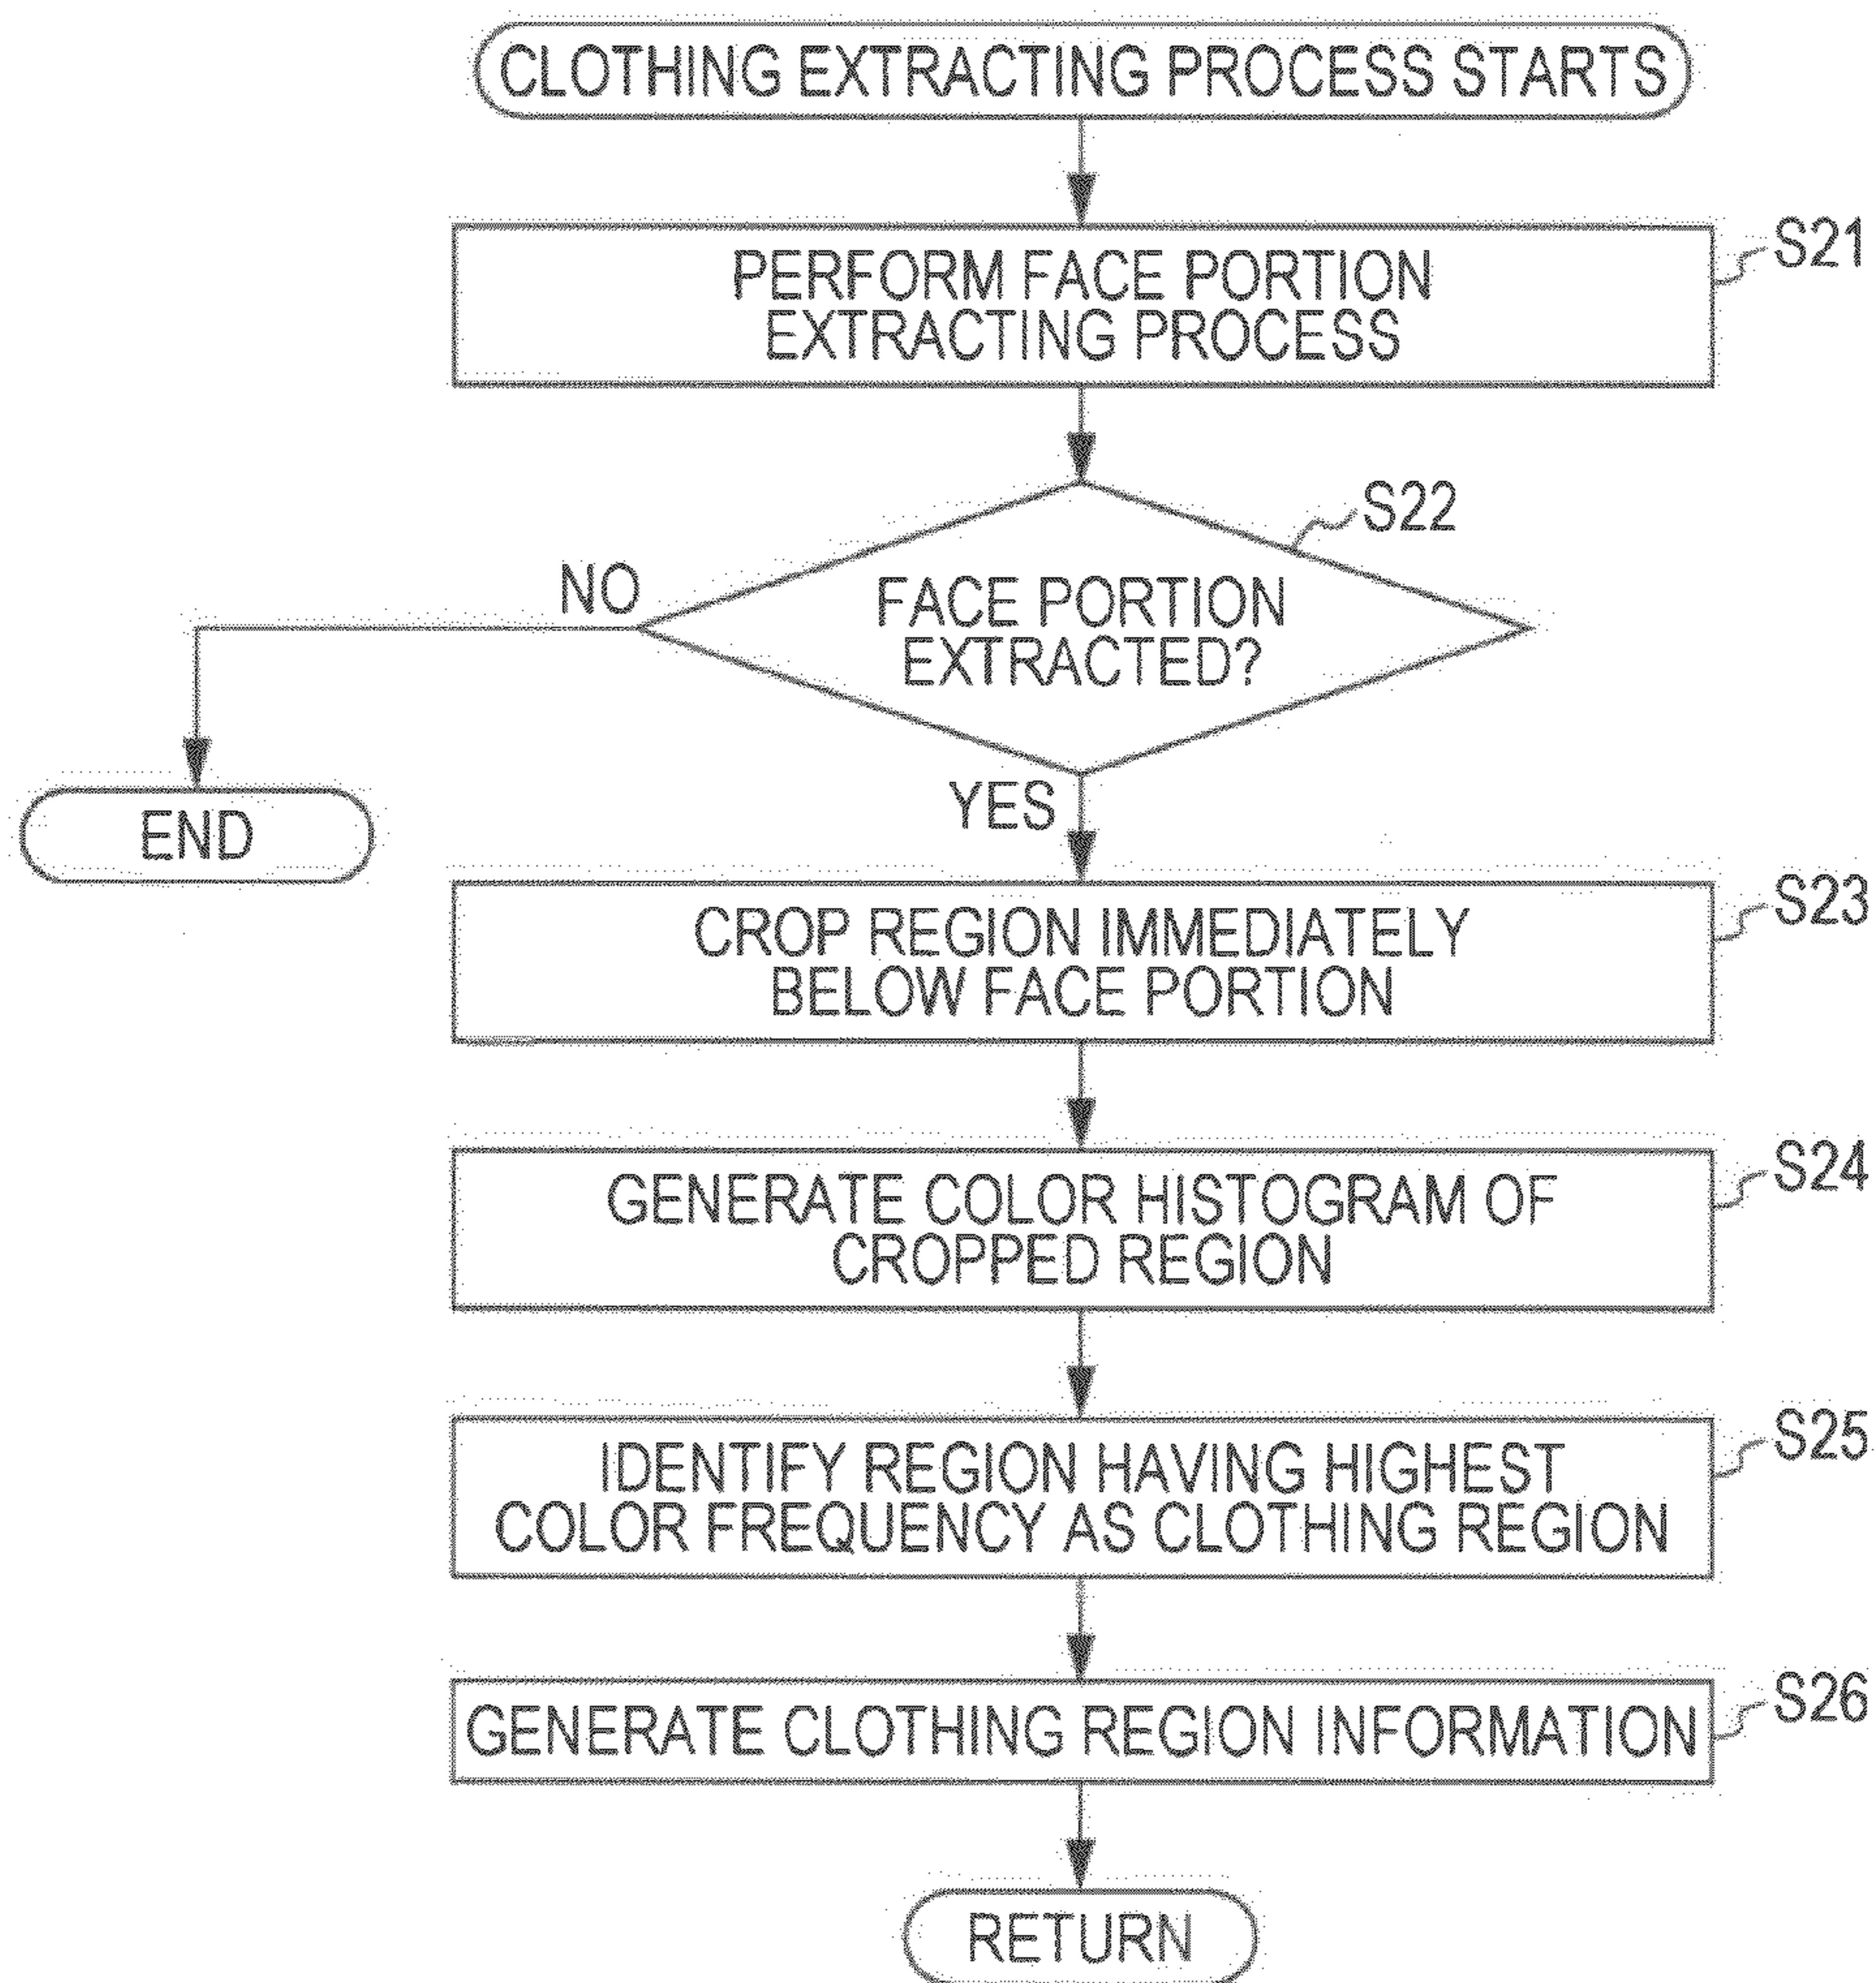 CLOTHING EXTRACTING PROCESS STARTS
S21
PERFORM FACE PORTION
EXTRACTING PROCESS
S22
FACE PORTION
EXTRACTED?
NO
END
YES
S23
CROP REGION IMMEDIATELY
BELOW FACE PORTION
S24
GENERATE COLOR HISTOGRAM OF
CROPPED REGION
S25
IDENTIFY REGION HAVING HIGHEST
COLOR FREQUENCY AS CLOTHING REGION
S26
GENERATE CLOTHING REGION INFORMATION
RETURN